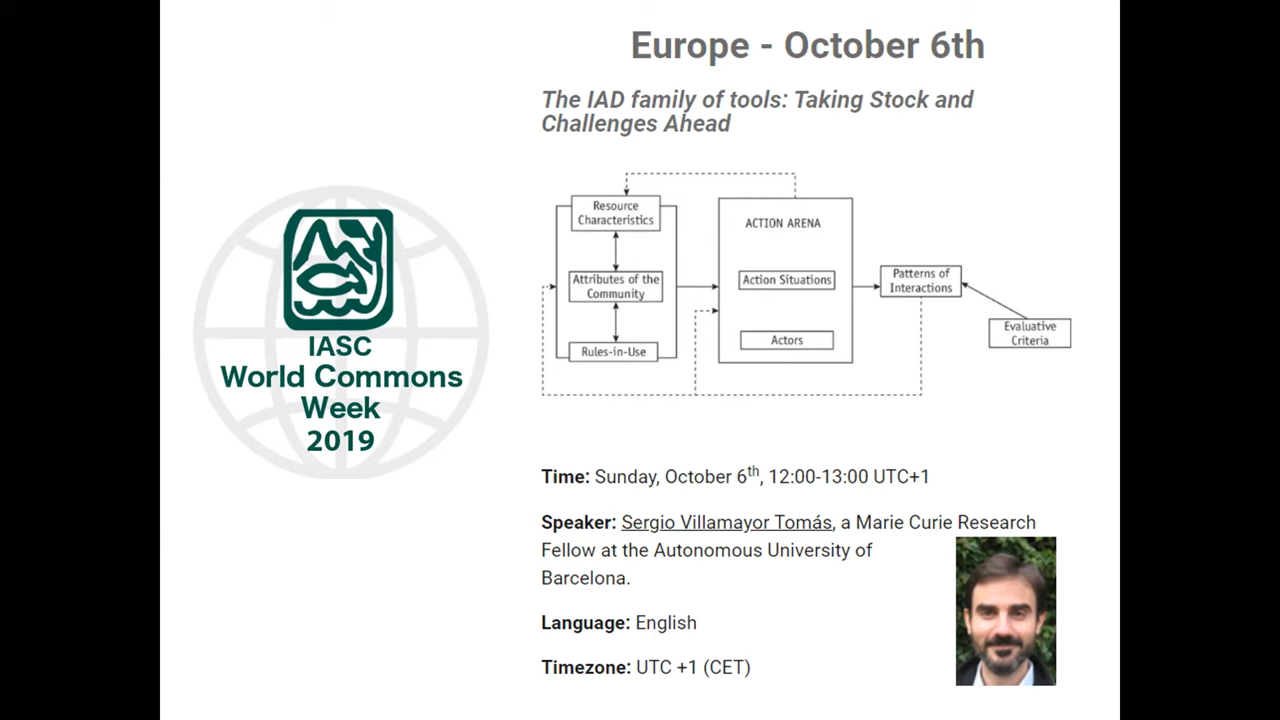 Europe - October 6th
The IAD family of tools: Taking Stock and
Challenges Ahead
Resource
Characteristics
Attributes of the
Community
Rules-in-Use
ACTION ARENA
Action Situations
Actors
Patterns of
Interactions
Evaluative
Criteria
IASC
World Commons
Week
2019
Time: Sunday, October 6th, 12:00-13:00 UTC+1
Speaker: Sergio Villamayor Tomás, a Marie Curie Research
Fellow at the Autonomous University of
Barcelona.
Language: English
Timezone: UTC +1 (CET)